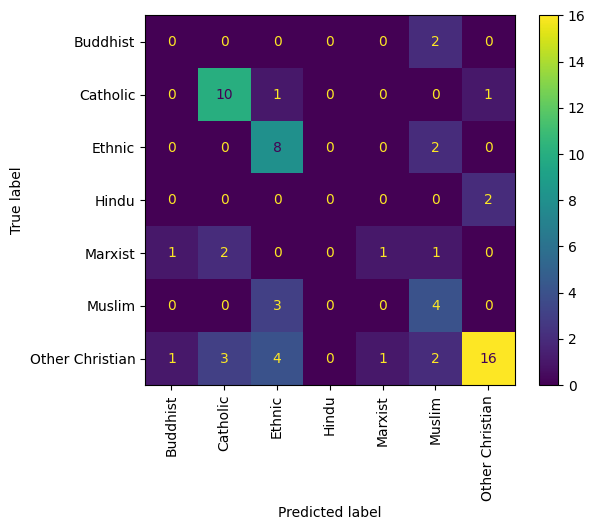 Buddhist 0 0 0 0 0 2 0
Catholic 0 10 1 0 0 0 1
Ethnic 0 0 8 0 0 2 0
Hindu 0 0 0 0 0 0 2
Marxist 1 2 0 0 1 1 0
Muslim 0 0 3 0 0 4 0
Other Christian 1 3 4 0 1 2 16
True label
Buddhist
Catholic
Ethnic
Hindu
Marxist
Muslim
Other Christian
Predicted label
16
14
12
10
8
6
4
2
0